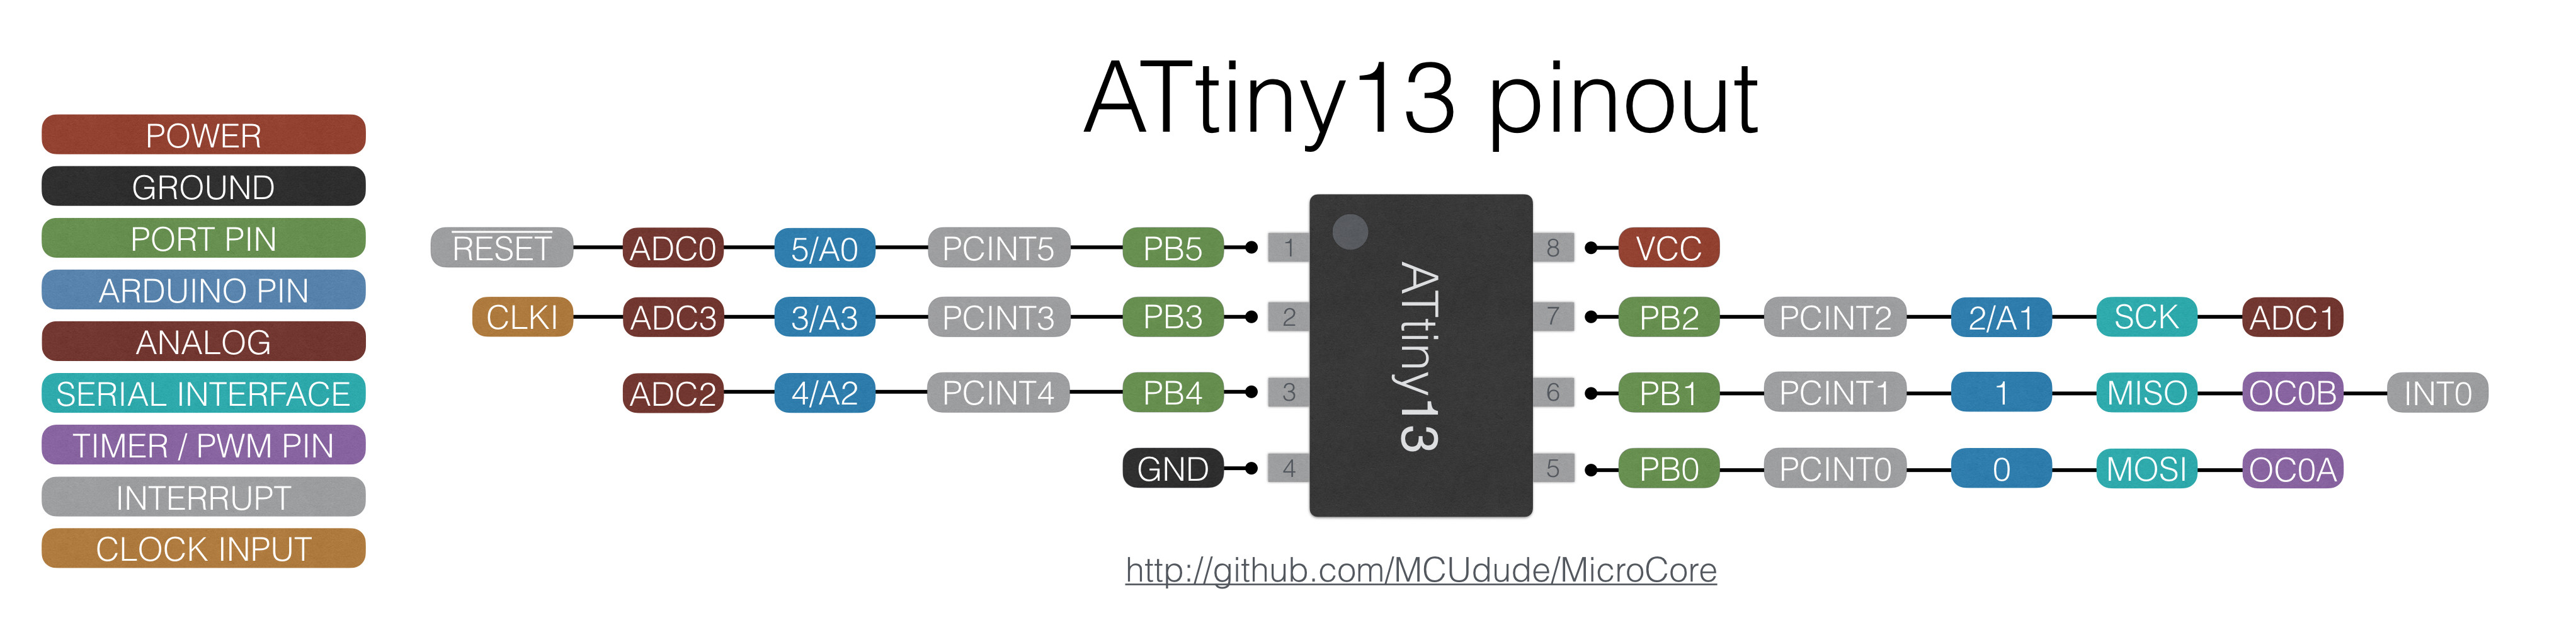 ATtiny13 pinout
POWER
GROUND
PORT PIN
ARDUINO PIN
ANALOG
SERIAL INTERFACE
TIMER / PWM PIN
INTERRUPT
CLOCK INPUT
RESET ADC0 5/A0 PCINT5 PB5 1 8 VCC
CLKI ADC3 3/A3 PCINT3 PB3 2 7 PB2 PCINT2 2/A1 SCK ADC1
ADC2 4/A2 PCINT4 PB4 3 6 PB1 PCINT1 1 MISO OC0B INT0
GND 4 5 PB0 PCINT0 0 MOSI OC0A
ATtiny13
http://github.com/MCUdude/MicroCore